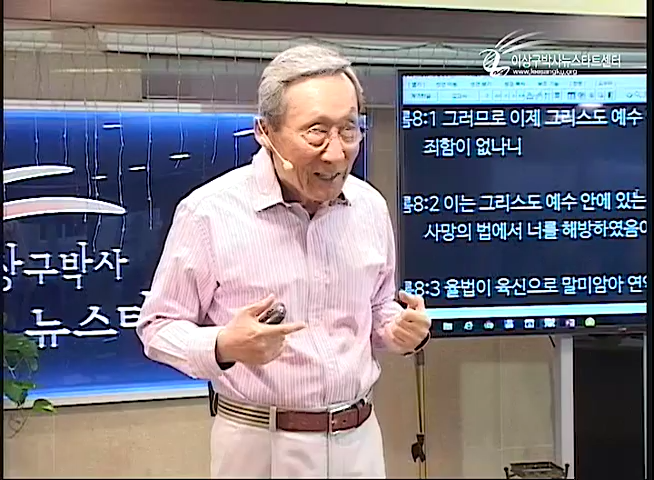 이상구박사뉴스타트센터
www.leesangku.org
롬8:1 그러므로 이제 그리스도 예수
죄함이 없나니
롬8:2 이는 그리스도 예수 안에 있는
사망의 법에서 너를 해방하였음이
롬8:3 율법이 육신으로 말미암아 연약
상구박사
뉴스타